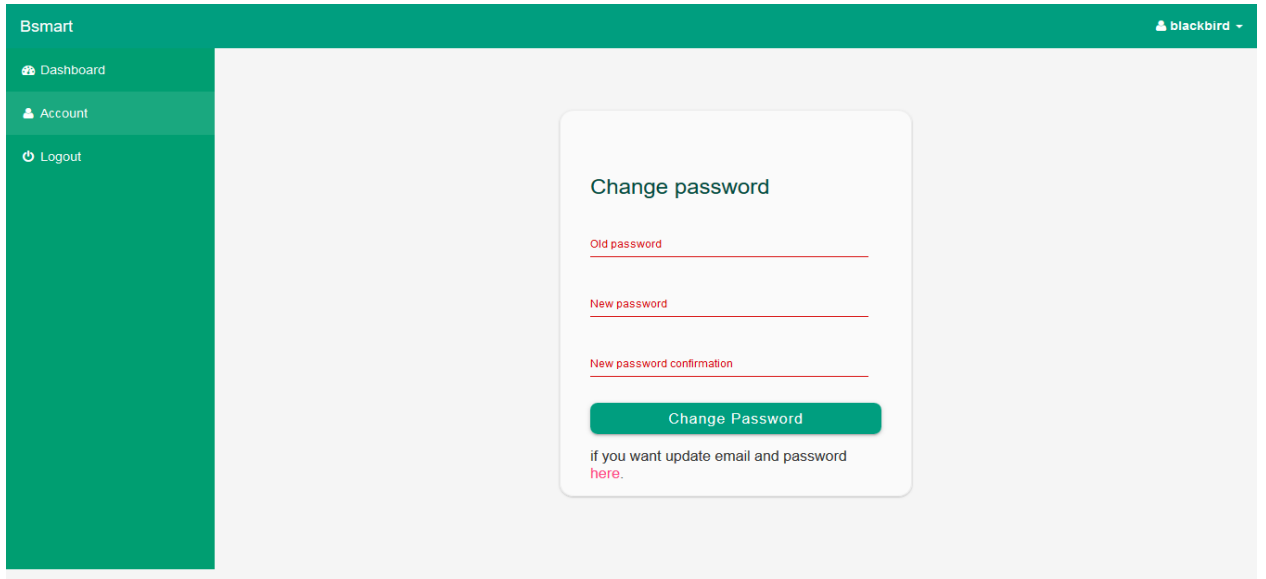 Bsmart
blackbird
Dashboard
Account
Logout
Change password
Old password
New password
New password confirmation
Change Password
if you want update email and password
here.